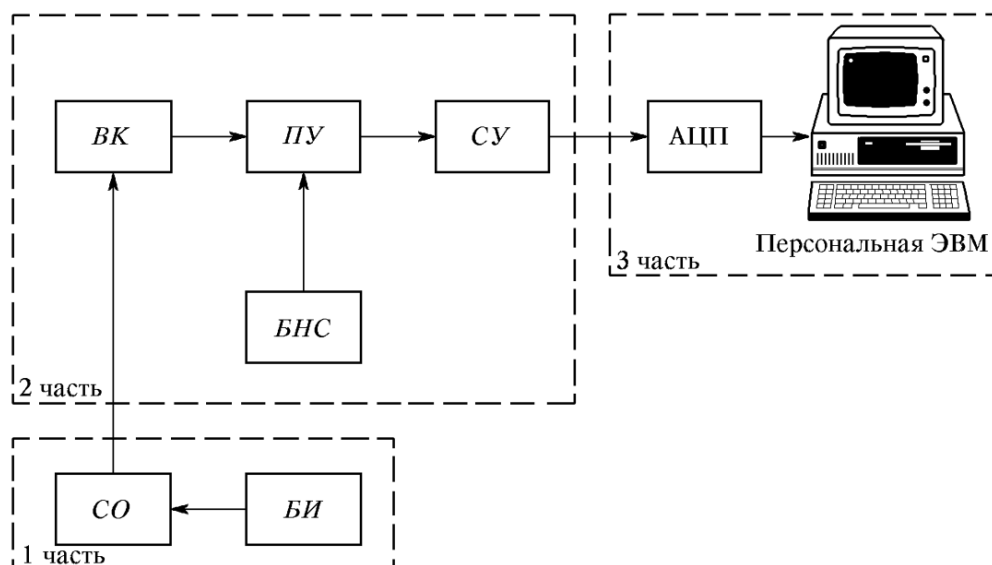 ВК
ПУ
СУ
АЦП
Персональная ЭВМ
3 часть
БНС
2 часть
СО
БИ
1 часть